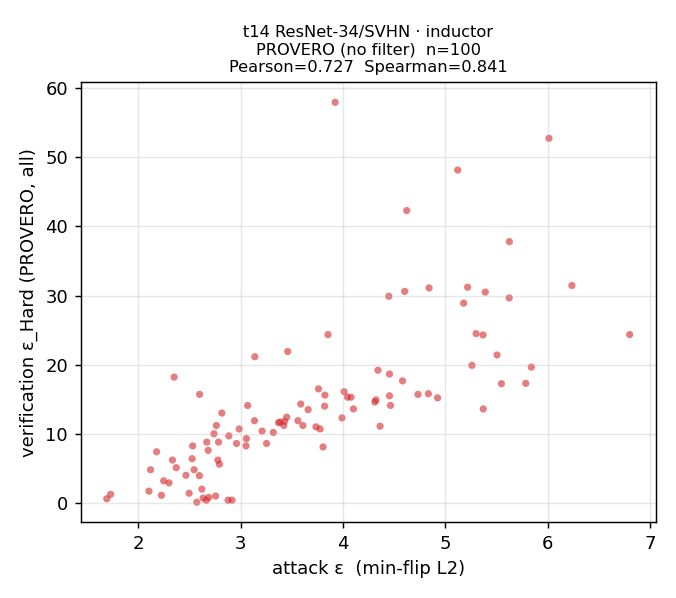 t14 ResNet-34/SVHN · inductor
PROVERO (no filter)  n=100
Pearson=0.727  Spearman=0.841
verification ε_Hard (PROVERO, all)
60
50
40
30
20
10
0
2 3 4 5 6 7
attack ε  (min-flip L2)